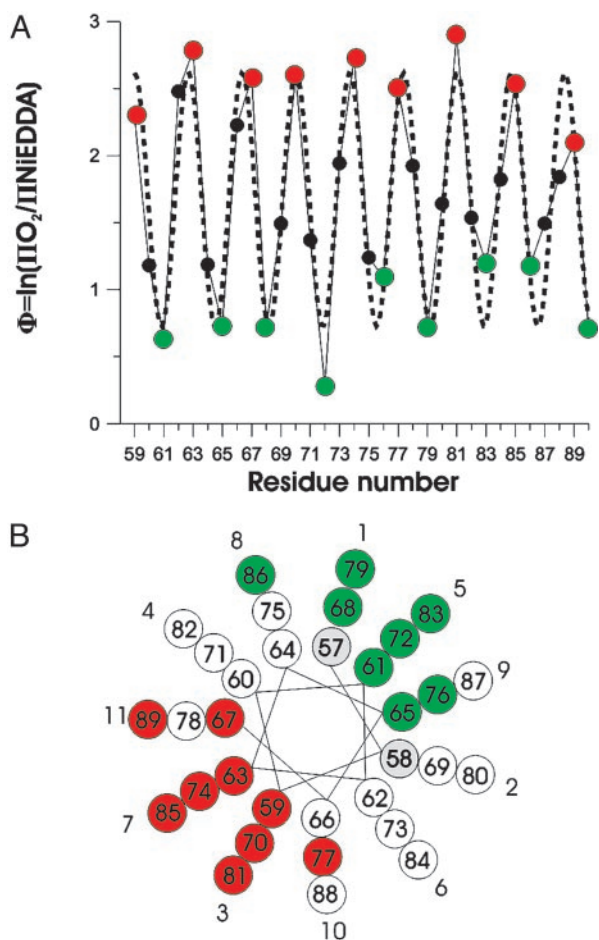 A
Φ=ln(ΠO₂/ΠNiEDDA)
3
2
1
0
59 61 63 65 67 69 71 73 75 77 79 81 83 85 87 89
Residue number
B
8 1
86 79
4 75 68 83 5
82 71 64 57 72 9
60 61 76 87
11 89 78 67 65
58 69 80 2
7 85 74 63 62
59 66 73
70 77 84 6
81 88
3 10